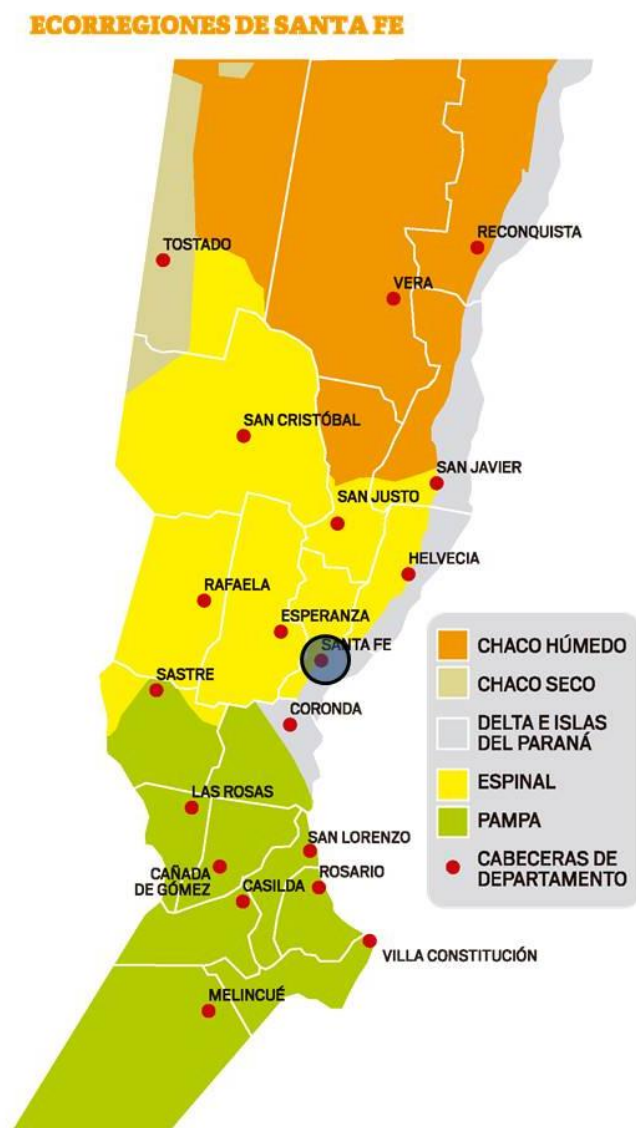 ECORREGIONES DE SANTA FE
RECONQUISTA
TOSTADO
VERA
SAN CRISTÓBAL
SAN JAVIER
SAN JUSTO
HELVECIA
RAFAELA
ESPERANZA
SANTA FE
SASTRE
CORONDA
LAS ROSAS
SAN LORENZO
CAÑADA
DE GÓMEZ
CASILDA
ROSARIO
VILLA CONSTITUCIÓN
MELINCUÉ
CHACO HÚMEDO
CHACO SECO
DELTA E ISLAS
DEL PARANÁ
ESPINAL
PAMPA
CABECERAS DE
DEPARTAMENTO